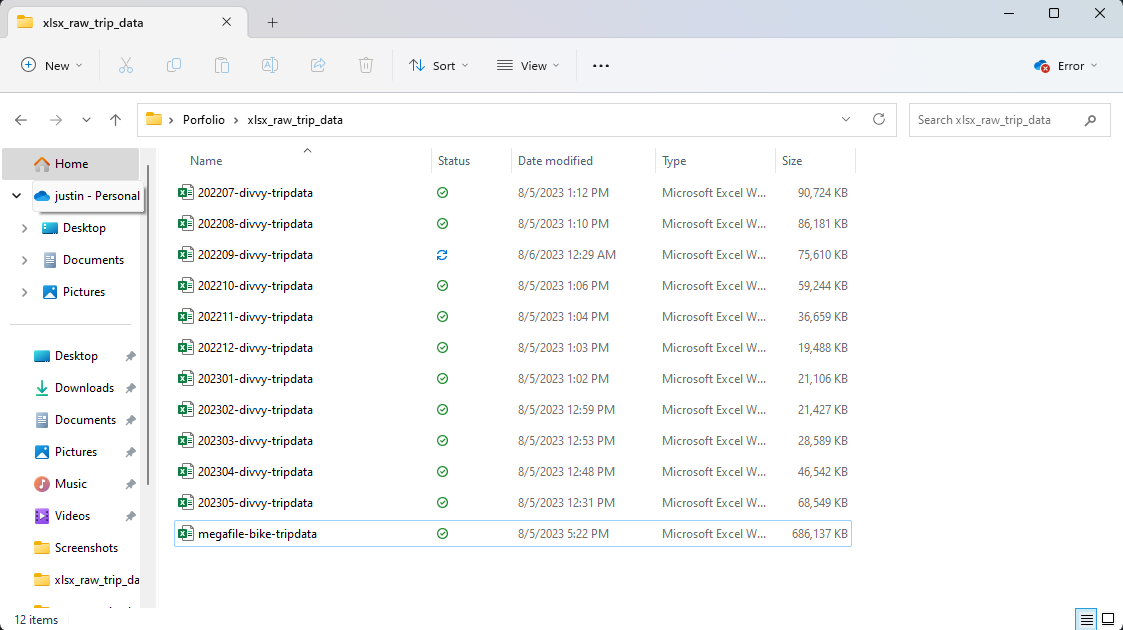 xlsx_raw_trip_data
New
Sort
View
Error
Porfolio > xlsx_raw_trip_data
Search xlsx_raw_trip_data
Home
justin - Personal
Desktop
Documents
Pictures
Desktop
Downloads
Documents
Pictures
Music
Videos
Screenshots
xlsx_raw_trip_da
Name Status Date modified Type Size
202207-divvy-tripdata 8/5/2023 1:12 PM Microsoft Excel W... 90,724 KB
202208-divvy-tripdata 8/5/2023 1:10 PM Microsoft Excel W... 86,181 KB
202209-divvy-tripdata 8/6/2023 12:29 AM Microsoft Excel W... 75,610 KB
202210-divvy-tripdata 8/5/2023 1:06 PM Microsoft Excel W... 59,244 KB
202211-divvy-tripdata 8/5/2023 1:04 PM Microsoft Excel W... 36,659 KB
202212-divvy-tripdata 8/5/2023 1:03 PM Microsoft Excel W... 19,488 KB
202301-divvy-tripdata 8/5/2023 1:02 PM Microsoft Excel W... 21,106 KB
202302-divvy-tripdata 8/5/2023 12:59 PM Microsoft Excel W... 21,427 KB
202303-divvy-tripdata 8/5/2023 12:53 PM Microsoft Excel W... 28,589 KB
202304-divvy-tripdata 8/5/2023 12:48 PM Microsoft Excel W... 46,542 KB
202305-divvy-tripdata 8/5/2023 12:31 PM Microsoft Excel W... 68,549 KB
megafile-bike-tripdata 8/5/2023 5:22 PM Microsoft Excel W... 686,137 KB
12 items